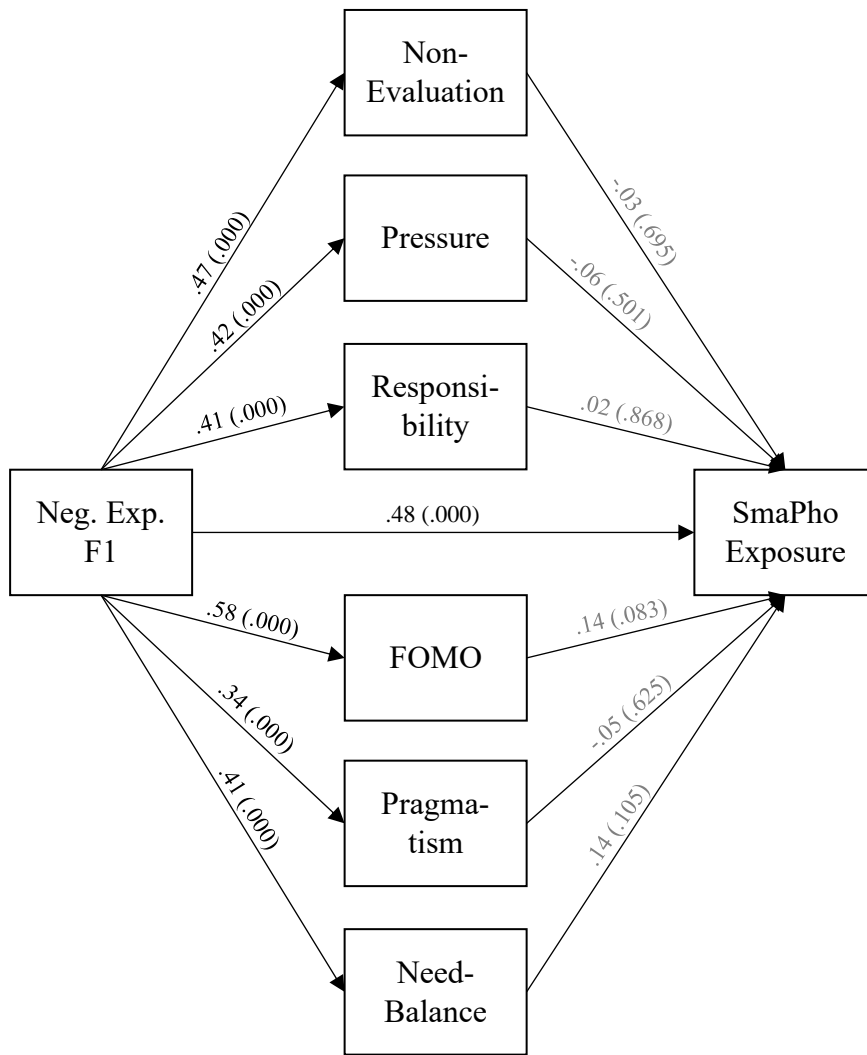 Non-
Evaluation
-.03 (.695)
.47 (.000)
Pressure
-.06 (.501)
.42 (.000)
Responsi-
bility
.41 (.000)
.02 (.868)
Neg. Exp.
F1
.48 (.000)
SmaPho
Exposure
.58 (.000)
FOMO
.14 (.083)
.34 (.000)
-.05 (.625)
Pragma-
tism
.41 (.000)
.14 (.105)
Need-
Balance